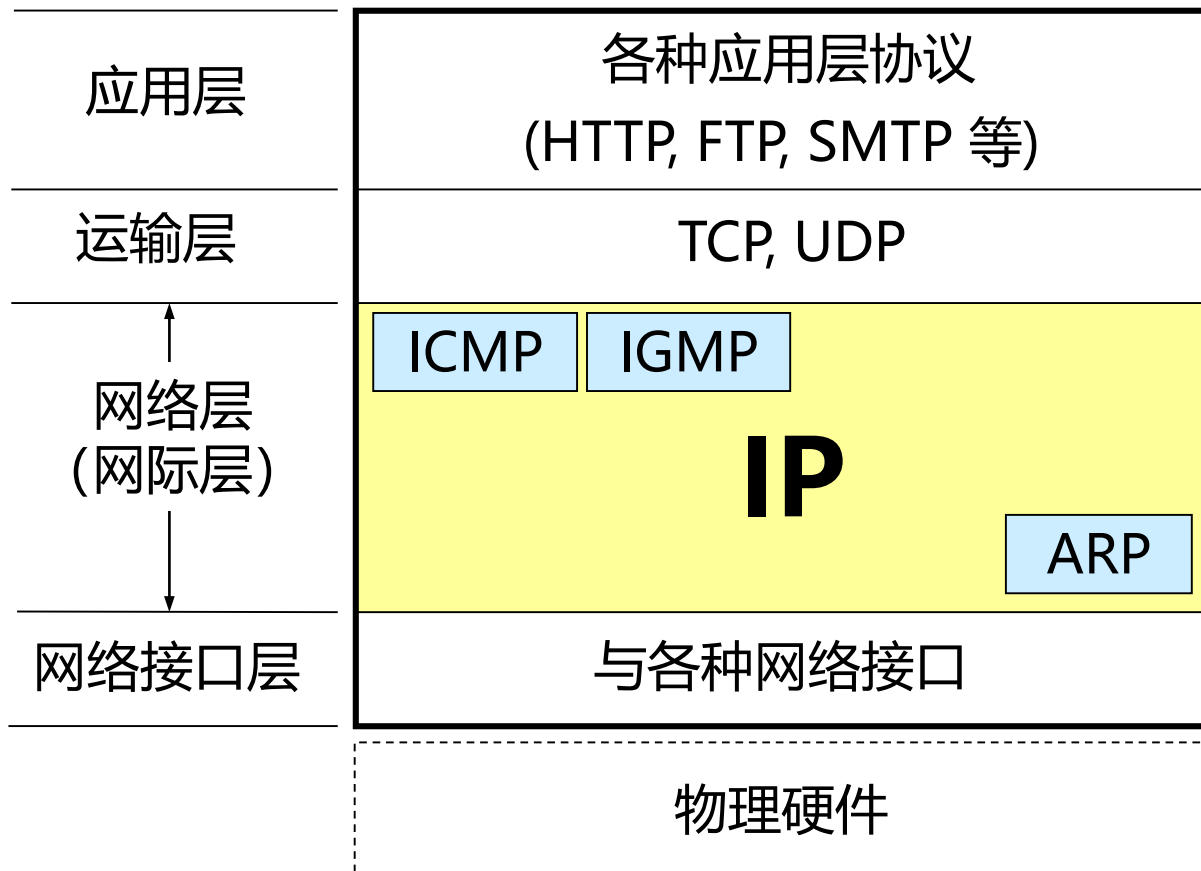 应用层
各种应用层协议
(HTTP, FTP, SMTP 等)
运输层
TCP, UDP
网络层
(网际层)
ICMP
IGMP
IP
ARP
网络接口层
与各种网络接口
物理硬件